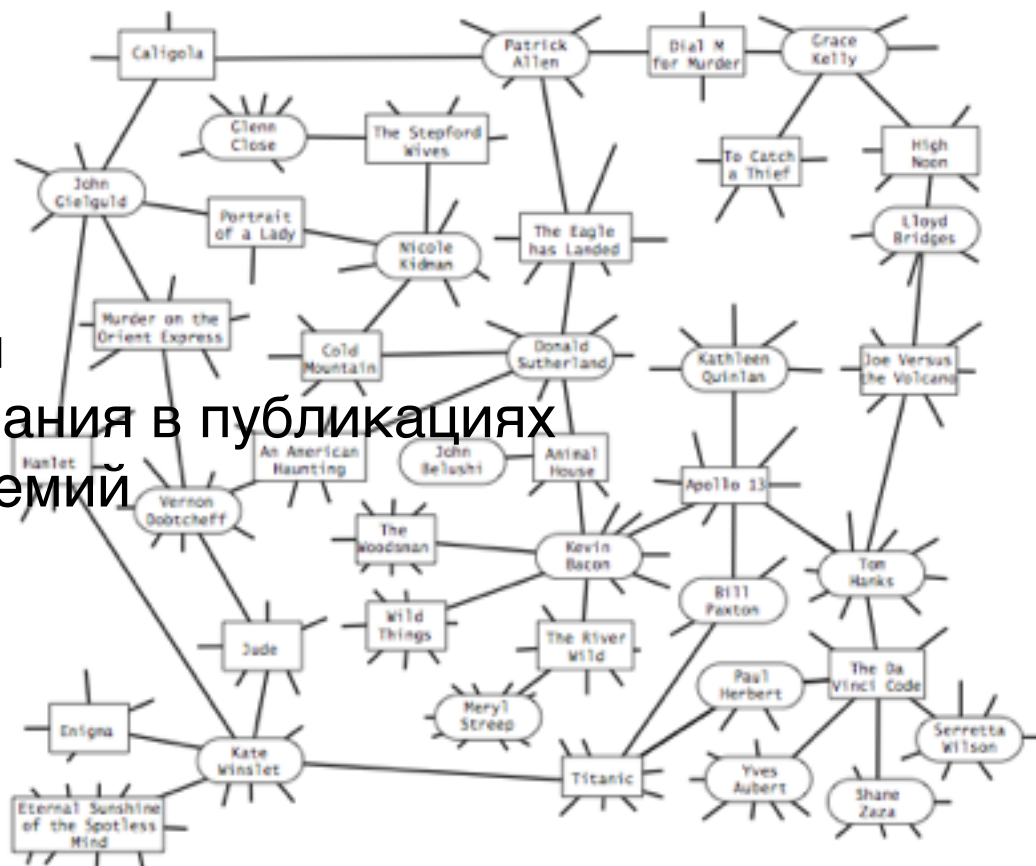 Caligola
Patrick
Allen
Dial M
for Murder
Grace
Kelly
Glenn
Close
The Stepford
Wives
To Catch
a Thief
High
Noon
John
Gielguld
Portrait
of a Lady
Nicole
Kidman
The Eagle
has Landed
Lloyd
Bridges
Murder on the
Orient Express
Cold
Mountain
Donald
Sutherland
Kathleen
Quinlan
Joe Versus
the Volcano
ания в публикациях
емий
Hamlet
An American
Haunting
John
Belushi
Animal
House
Apollo 13
Vernon
Dobtcheff
The
Woodsman
Kevin
Bacon
Tom
Hanks
Bill
Paxton
Wild
Things
The River
Wild
Jude
Paul
Herbert
The Da
Vinci Code
Meryl
Streep
Enigma
Kate
Winslet
Titanic
Yves
Aubert
Serretta
Wilson
Shane
Zaza
Eternal Sunshine
of the Spotless
Mind